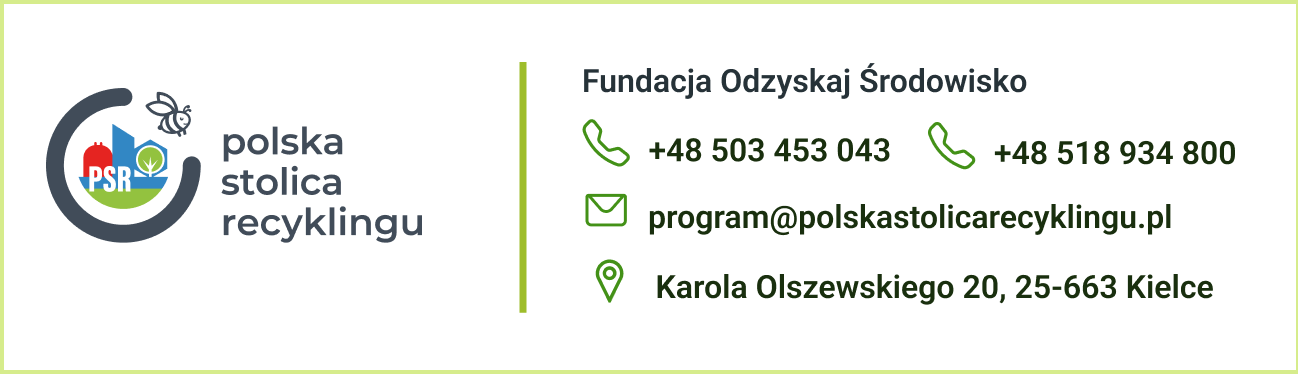 PSR
polska
stolica
recyklingu
Fundacja Odzyskaj Środowisko
+48 503 453 043 +48 518 934 800
program@polskastolicarecyklingu.pl
Karola Olszewskiego 20, 25-663 Kielce